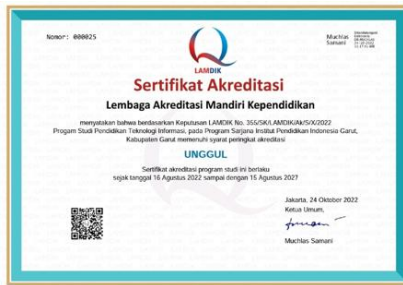 Nomor: 000025
Muchlas
Samani
LAMDIK
Sertifikat Akreditasi
Lembaga Akreditasi Mandiri Kependidikan
menyatakan bahwa berdasarkan Keputusan LAMDIK No. 355/SK/LAMDIK/Ak/S/X/2022
Progam Studi Pendidikan Teknologi Informasi, pada Program Sarjana Institut Pendidikan Indonesia Garut,
Kabupaten Garut memenuhi syarat peringkat akreditasi
UNGGUL
Sertifikat akreditasi program studi ini berlaku
sejak tanggal 16 Agustus 2022 sampai dengan 15 Agustus 2027
Jakarta, 24 Oktober 2022
Ketua Umum,
Muchlas Samani